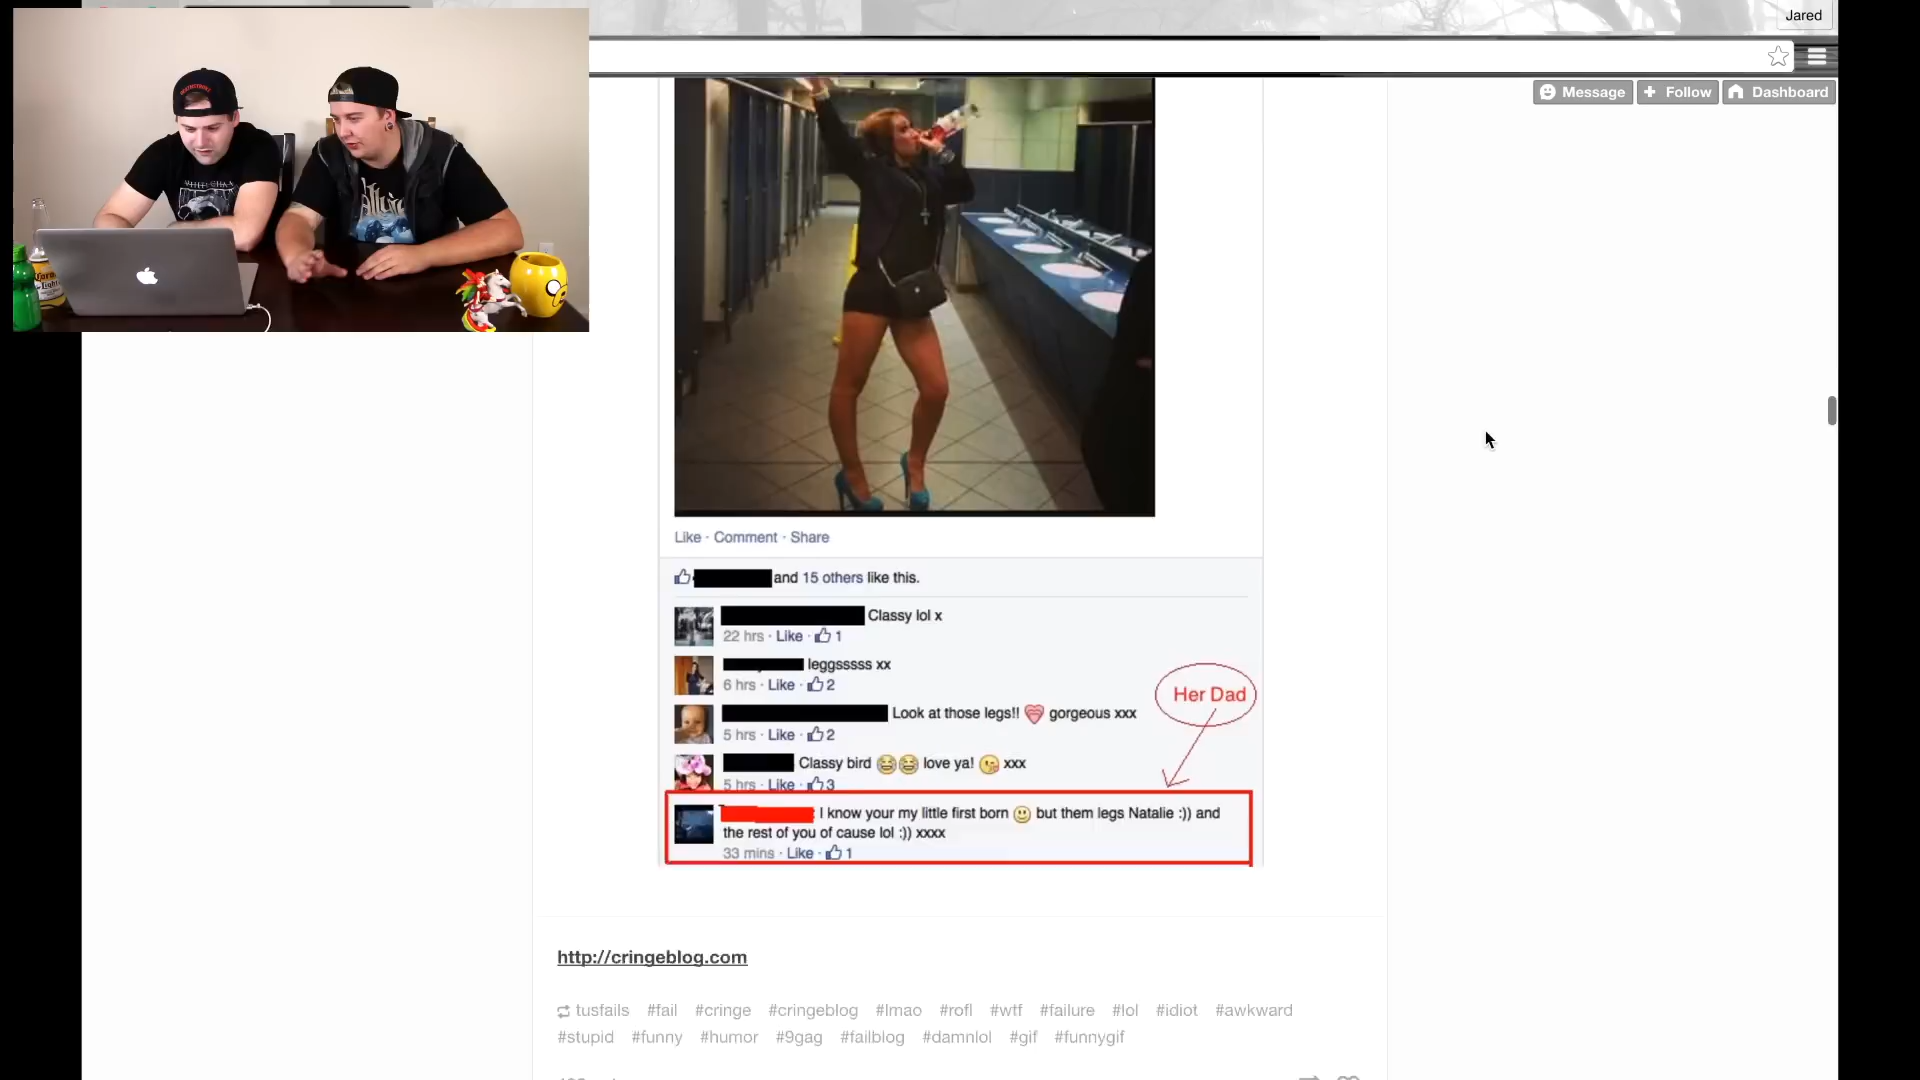 Jared
Message
Follow
Dashboard
Like · Comment · Share
and 15 others like this.
Classy lol x
22 hrs · Like · 1
leggsssss xx
6 hrs · Like · 2
Her Dad
Look at those legs!! gorgeous xxx
5 hrs · Like · 2
Classy bird 😂😂 love ya! 😘 xxx
5 hrs · Like · 3
: I know your my little first born 🙂 but them legs Natalie :)) and
the rest of you of cause lol :)) xxxx
33 mins · Like · 1
http://cringeblog.com
tusfails #fail #cringe #cringeblog #lmao #rofl #wtf #failure #lol #idiot #awkward
#stupid #funny #humor #9gag #failblog #damnlol #gif #funnygif